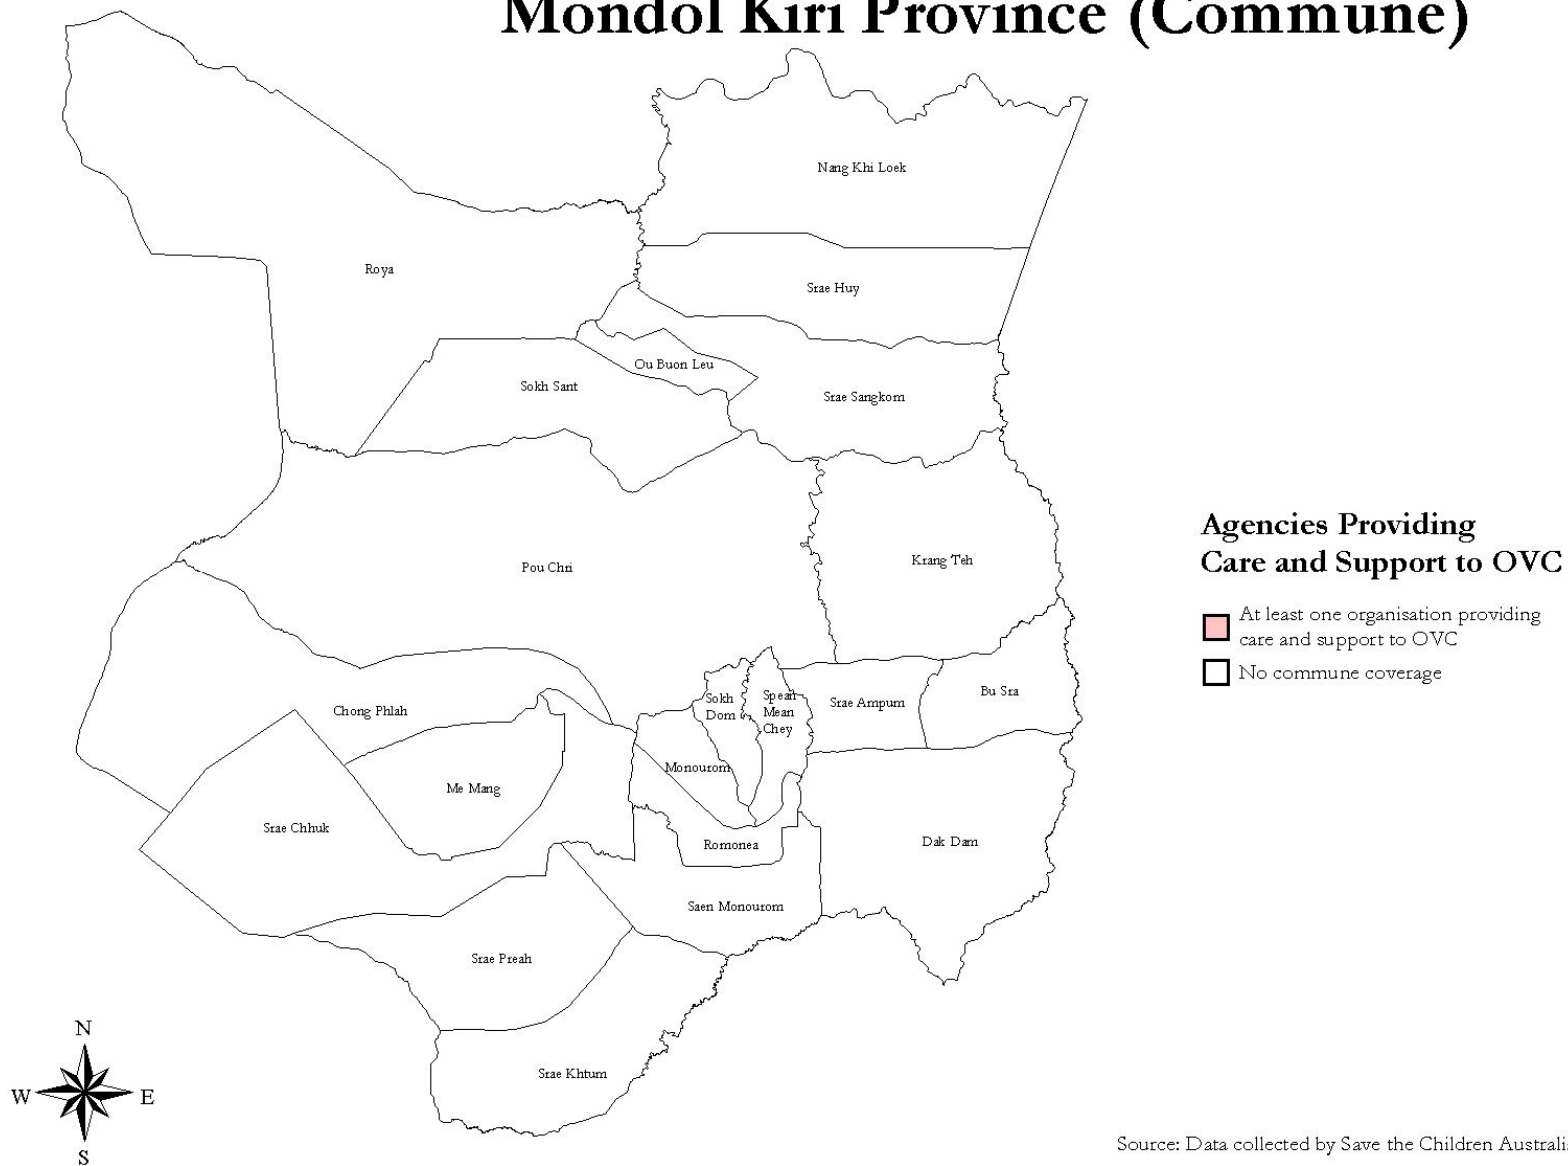 Mondol Kiri Province (Commune)
Nang Khi Loek
Roya
Srae Huy
Ou Buon Leu
Sokh Sant
Srae Sangkom
Agencies Providing
Care and Support to OVC
At least one organisation providing
care and support to OVC
No commune coverage
Krang Teh
Pou Chri
Bu Sra
Sokh
Dom
Spean
Mean
Chey
Srae Ampum
Chong Phlah
Monourom
Me Mang
Srae Chhuk
Romonea
Dak Dam
Saen Monourom
Srae Preah
Srae Khtum
N
W
E
S
Source: Data collected by Save the Children Australi